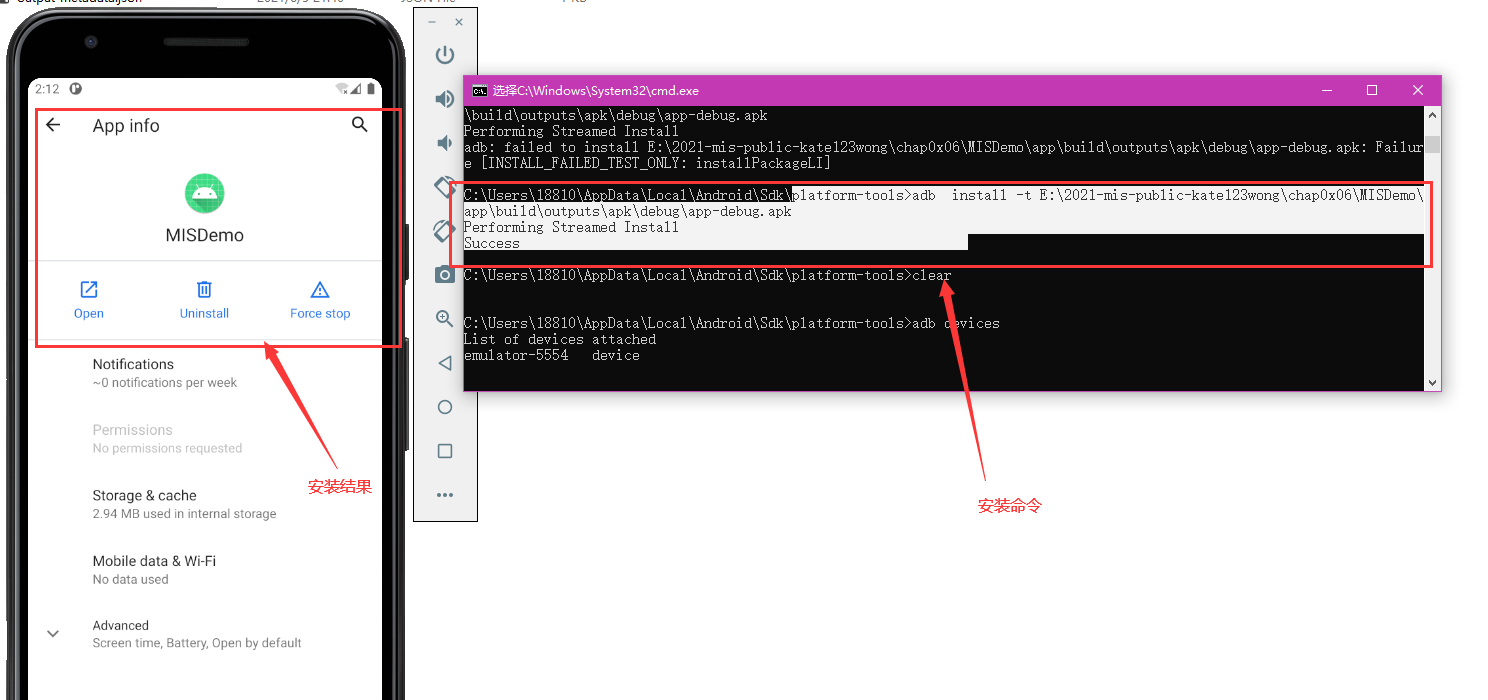 2:12
App info
MISDemo
Open
Uninstall
Force stop
Notifications
~0 notifications per week
Permissions
No permissions requested
Storage & cache
2.94 MB used in internal storage
Mobile data & Wi-Fi
No data used
Advanced
Screen time, Battery, Open by default
安装结果
选择C:\Windows\System32\cmd.exe
\build\outputs\apk\debug\app-debug.apk
Performing Streamed Install
adb: failed to install E:\2021-mis-public-kate123wong\chap0x06\MISDemo\app\build\outputs\apk\debug\app-debug.apk: Failur
e [INSTALL_FAILED_TEST_ONLY: installPackageLI]
C:\Users\18810\AppData\Local\Android\Sdk\platform-tools>adb  install -t E:\2021-mis-public-kate123wong\chap0x06\MISDemo\
app\build\outputs\apk\debug\app-debug.apk
Performing Streamed Install
Success
C:\Users\18810\AppData\Local\Android\Sdk\platform-tools>clear
C:\Users\18810\AppData\Local\Android\Sdk\platform-tools>adb devices
List of devices attached
emulator-5554   device
安装命令